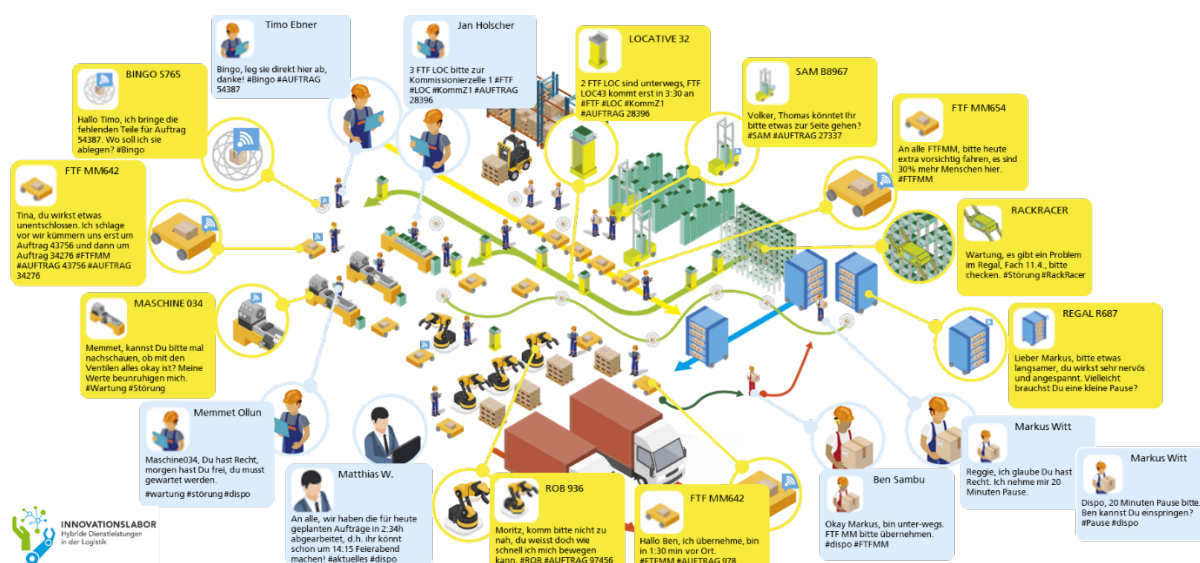 Timo Ebner
Bingo, leg sie direkt hier ab,
danke! #Bingo #AUFTRAG
54387
Jan Holscher
3 FTF LOC bitte zur
Kommissionierzelle 1 #FTF
#LOC #KommZ1 #AUFTRAG
28396
LOCATIVE 32
2 FTF LOC sind unterwegs, FTF
LOC43 kommt erst in 3:30 an
#FTF #LOC #KommZ1
#AUFTRAG 28396
SAM B8967
Volker, Thomas könntet Ihr
bitte etwas zur Seite gehen?
#SAM #AUFTRAG 27337
BINGO 5765
Hallo Timo, ich bringe die
fehlenden Teile für Auftrag
54387. Wo soll ich sie
ablegen? #Bingo
FTF MM654
An alle FTFMM, bitte heute
extra vorsichtig fahren, es sind
30% mehr Menschen hier.
#FTFMM
FTF MM642
Tina, du wirkst etwas
unentschlossen. Ich schlage
vor wir kümmern uns erst um
Auftrag 43756 und dann um
Auftrag 34276 #FTFMM
#AUFTRAG 43756 #AUFTRAG
34276
RACKRACER
Wartung, es gibt ein Problem
im Regal, Fach 11.4., bitte
checken. #Störung #RackRacer
MASCHINE 034
Memmet, kannst Du bitte mal
nachschauen, ob mit den
Ventilen alles okay ist? Meine
Werte beunruhigen mich.
#Wartung #Störung
REGAL R687
Lieber Markus, bitte etwas
langsamer, du wirkst sehr nervös
und angespannt. Vielleicht
brauchst Du eine kleine Pause?
Memmet Ollun
Maschine034, Du hast Recht,
morgen hast Du frei, du musst
gewartet werden.
#wartung #störung #dispo
Matthias W.
An alle, wir haben die für heute
geplanten Aufträge in 2:34h
abgearbeitet, d.h. ihr könnt
schon um 14:15 Feierabend
machen! #aktuelles #dispo
ROB 936
Moritz, komm bitte nicht zu
nah, du weisst doch wie
schnell ich mich bewegen
kann. #ROB #AUFTRAG 97456
FTF MM642
Hallo Ben, ich übernehme, bin
in 1:30 min vor Ort.
#FTFMM #AUFTRAG 978
Ben Sambu
Okay Markus, bin unter-wegs.
FTF MM bitte übernehmen.
#dispo #FTFMM
Markus Witt
Reggie, ich glaube Du hast
Recht. Ich nehme mir 20
Minuten Pause.
Markus Witt
Dispo, 20 Minuten Pause bitte.
Ben kannst Du einspringen?
#Pause #dispo
INNOVATIONSLABOR
Hybride Dienstleistungen
in der Logistik